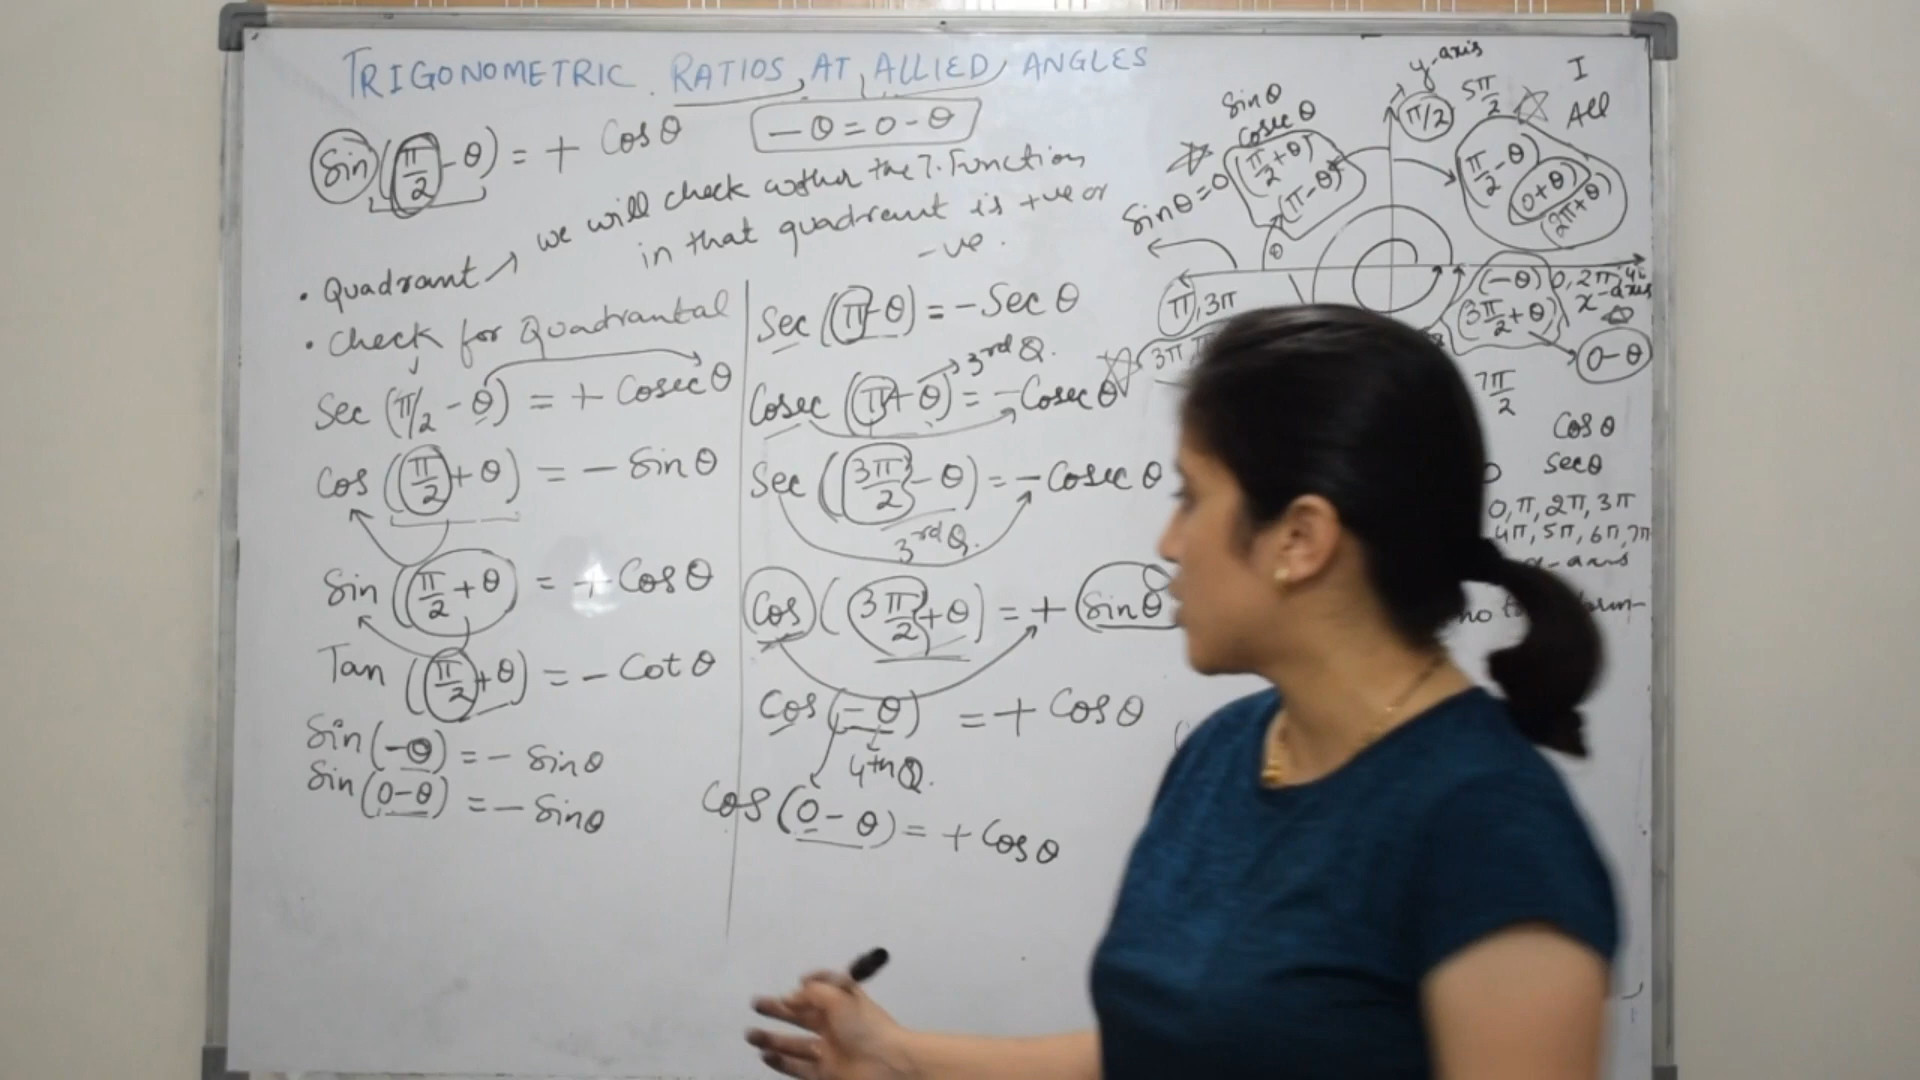 TRIGONOMETRIC RATIOS AT ALLIED ANGLES
Sin (π/2 - θ) = + Cos θ
- θ = 0 - θ
• Quadrant → we will check wether the T. Function
in that quadrant is +ve or
-ve.
• Check for Quadrantal
Sec (π/2 - θ) = + Cosec θ
Cos (π/2 + θ) = - Sin θ
Sin (π/2 + θ) = + Cos θ
Tan (π/2 + θ) = - Cot θ
Sin (-θ) = - Sin θ
Sin (0-θ) = - Sin θ
Sec (π-θ) = - Sec θ
3rd Q.
Cosec (π+θ) = - Cosec θ
Sec (3π/2 - θ) = - Cosec θ
3rd Q.
Cos (3π/2 + θ) = + Sin θ
Cos (-θ) = + Cos θ
4th Q.
Cos (0 - θ) = + Cos θ
y-axis
π/2 5π/2
I
All
Sin θ
Cosec θ
(π/2 + θ)
(π - θ)
Sin θ = 0
θ
π/2 - θ
0+θ)
(2π+θ)
π, 3π
3π
(-θ) 0, 2π, 4π
x-axis
(3π/2 + θ)
0-θ
7π/2
Cos θ
Sec θ
0, π, 2π, 3π
4π, 5π, 6π, 7π
no